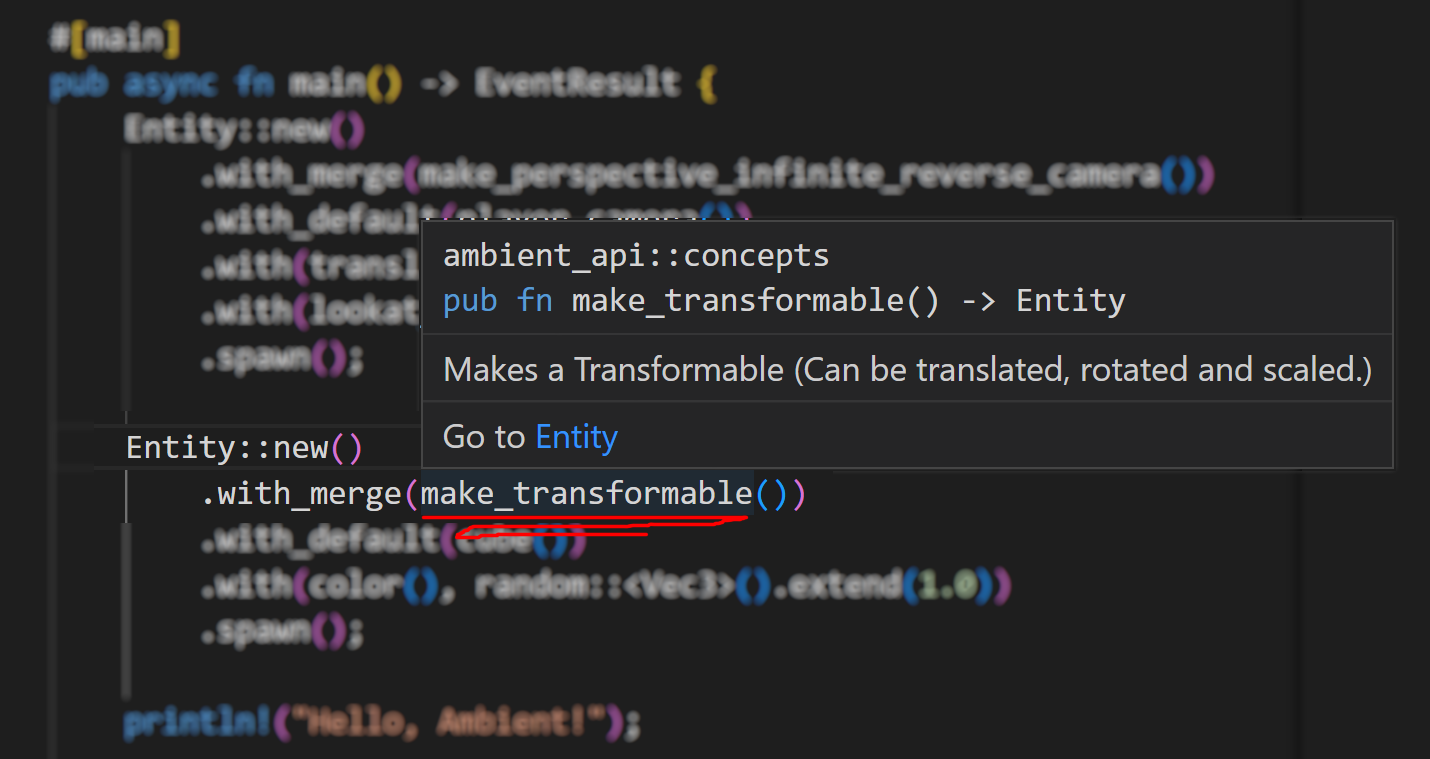 #[main]
pub async fn main() -> EventResult {
Entity::new()
.with_merge(make_perspective_infinite_reverse_camera())
.with_default(player_camera())
.with(transl
.with(lookat
.spawn();
ambient_api::concepts
pub fn make_transformable() -> Entity
Makes a Transformable (Can be translated, rotated and scaled.)
Go to Entity
Entity::new()
.with_merge(make_transformable())
.with_default(cube())
.with(color(), random::<Vec3>().extend(1.0))
.spawn();
println!("Hello, Ambient!");